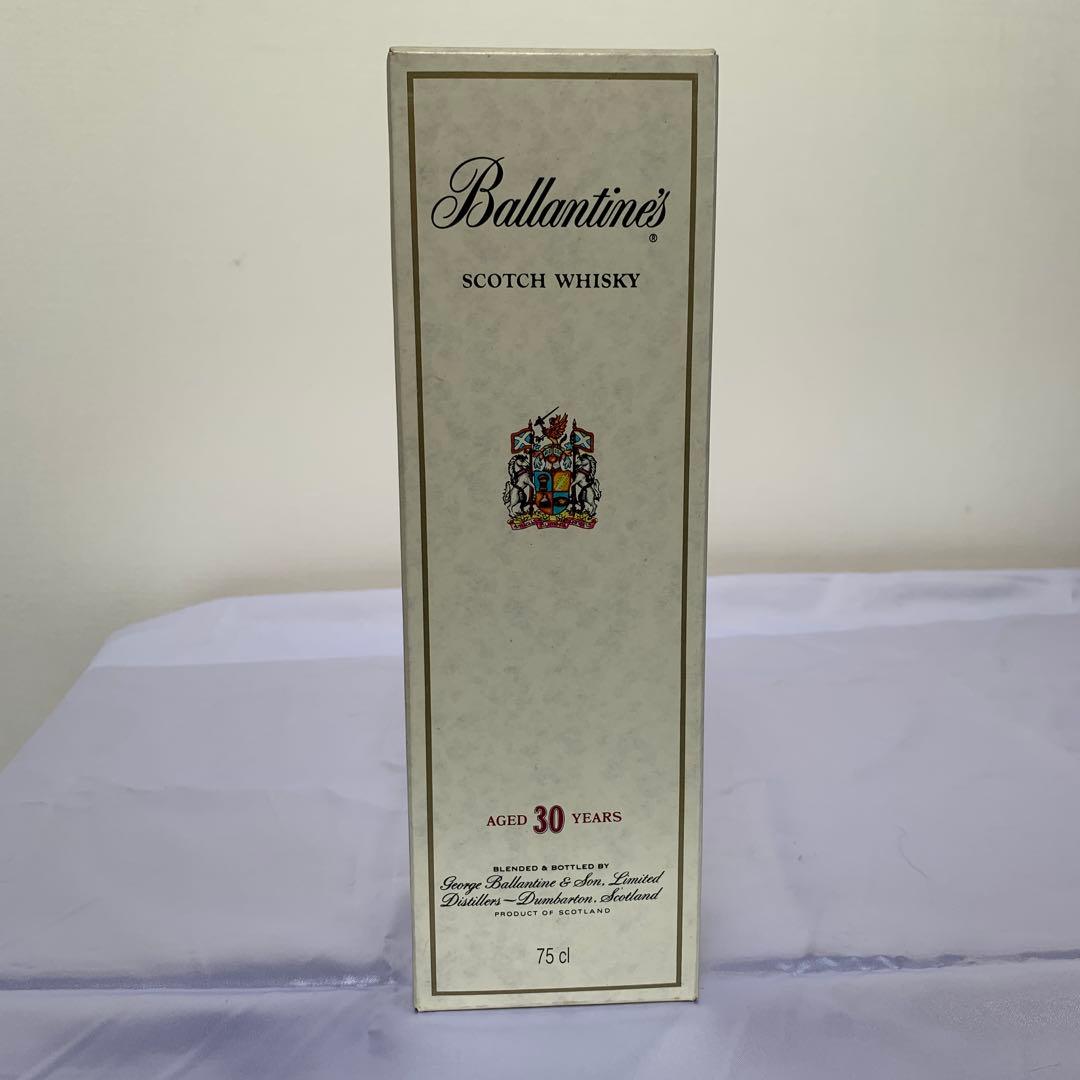 Ballantine's
®
SCOTCH WHISKY
AGED 30 YEARS
BLENDED & BOTTLED BY
George Ballantine & Son, Limited
Distillers—Dumbarton, Scotland
PRODUCT OF SCOTLAND
75 cl